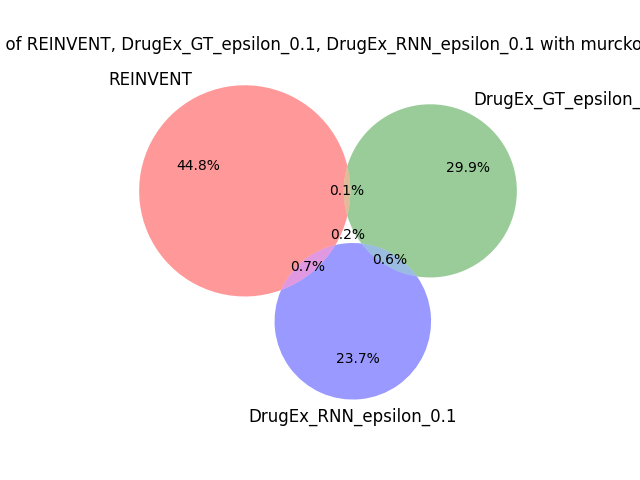 of REINVENT, DrugEx_GT_epsilon_0.1, DrugEx_RNN_epsilon_0.1 with murcko
REINVENT
DrugEx_GT_epsilon_
44.8%
29.9%
0.1%
0.2%
0.7%
0.6%
23.7%
DrugEx_RNN_epsilon_0.1